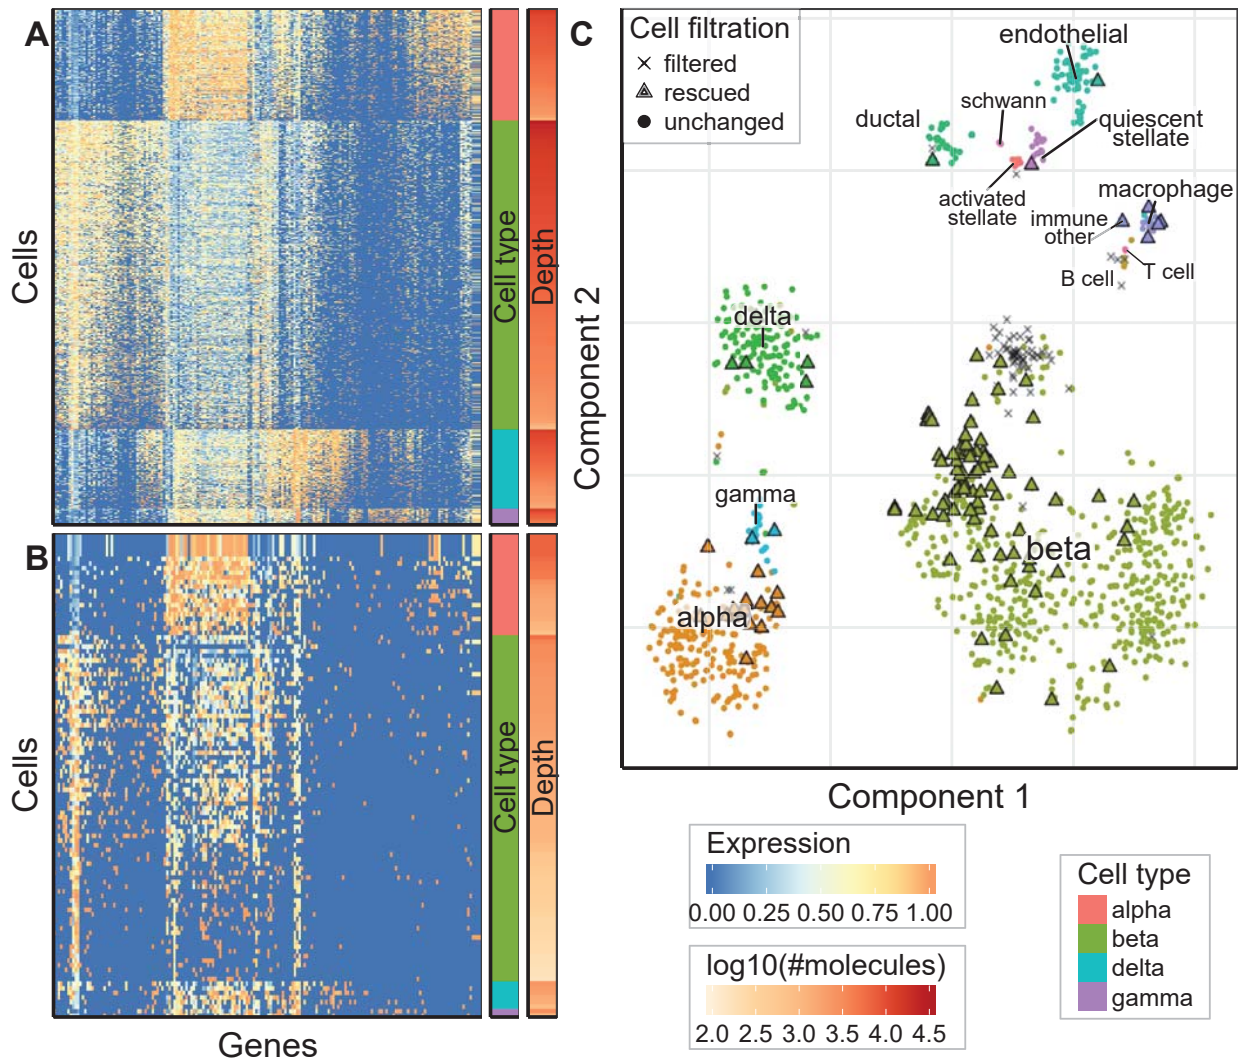 A
Cells
Cell type
Depth
B
Cells
Cell type
Depth
Genes
C
Cell filtration
filtered
rescued
unchanged
endothelial
schwann
ductal
quiescent
stellate
activated
stellate
macrophage
immune
other
B cell
T cell
delta
gamma
beta
alpha
Component 2
Component 1
Expression
0.00 0.25 0.50 0.75 1.00
log10(#molecules)
2.0 2.5 3.0 3.5 4.0 4.5
Cell type
alpha
beta
delta
gamma